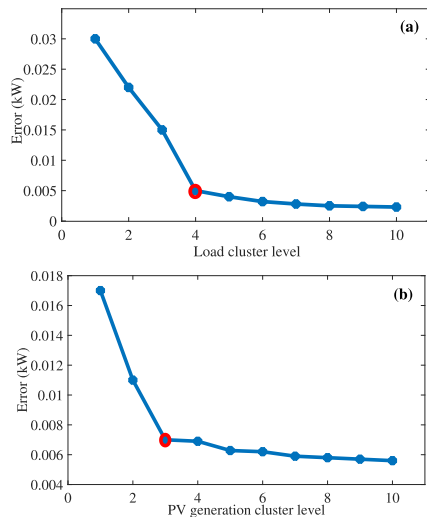 (a)
0.03
0.025
0.02
0.015
0.01
0.005
0
Error (kW)
0 2 4 6 8 10
Load cluster level
(b)
0.018
0.016
0.014
0.012
0.01
0.008
0.006
0.004
Error (kW)
0 2 4 6 8 10
PV generation cluster level